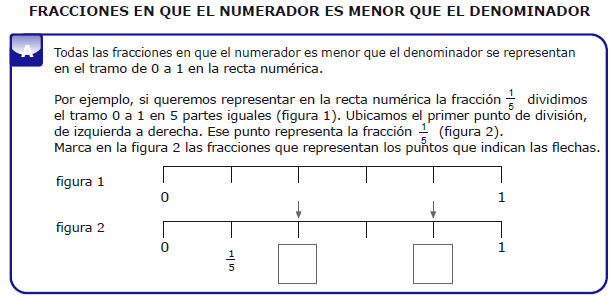 FRACCIONES EN QUE EL NUMERADOR ES MENOR QUE EL DENOMINADOR
A
Todas las fracciones en que el numerador es menor que el denominador se representan
en el tramo de 0 a 1 en la recta numérica.
Por ejemplo, si queremos representar en la recta numérica la fracción 1/5 dividimos
el tramo 0 a 1 en 5 partes iguales (figura 1). Ubicamos el primer punto de división,
de izquierda a derecha. Ese punto representa la fracción 1/5 (figura 2).
Marca en la figura 2 las fracciones que representan los puntos que indican las flechas.
figura 1
0 1
figura 2
0 1/5 1